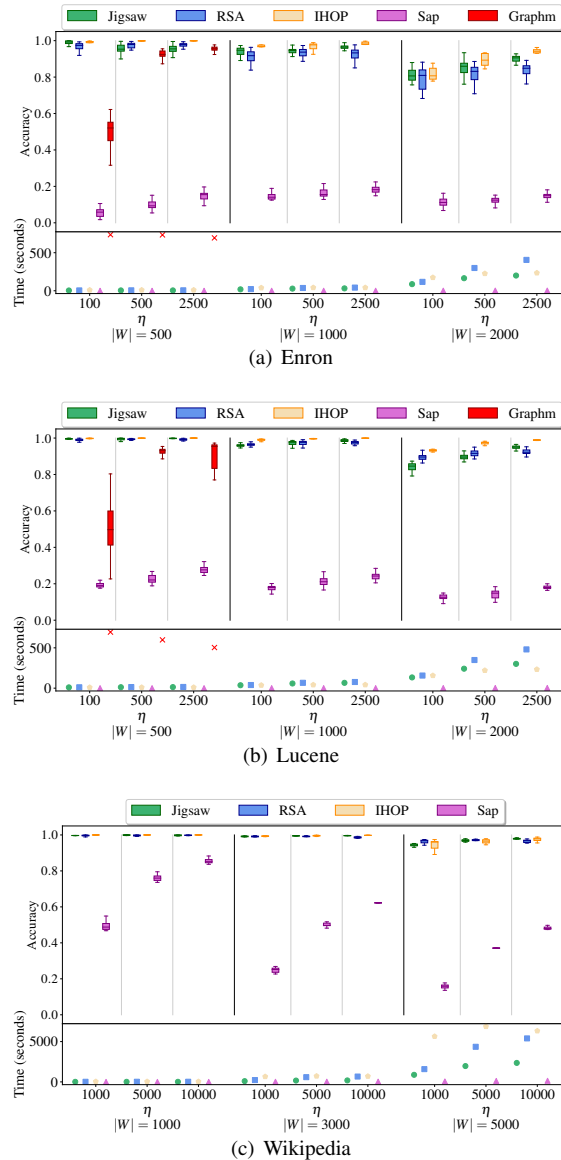 Jigsaw RSA IHOP Sap Graphm
1.0
0.8
0.6
0.4
0.2
0.0
Accuracy
500
0
Time (seconds)
100 500 2500 100 500 2500 100 500 2500
η η η
|W| = 500 |W| = 1000 |W| = 2000
(a) Enron
Jigsaw RSA IHOP Sap Graphm
1.0
0.8
0.6
0.4
0.2
0.0
Accuracy
500
0
Time (seconds)
100 500 2500 100 500 2500 100 500 2500
η η η
|W| = 500 |W| = 1000 |W| = 2000
(b) Lucene
Jigsaw RSA IHOP Sap
1.0
0.8
0.6
0.4
0.2
0.0
Accuracy
5000
0
Time (seconds)
1000 5000 10000 1000 5000 10000 1000 5000 10000
η η η
|W| = 1000 |W| = 3000 |W| = 5000
(c) Wikipedia